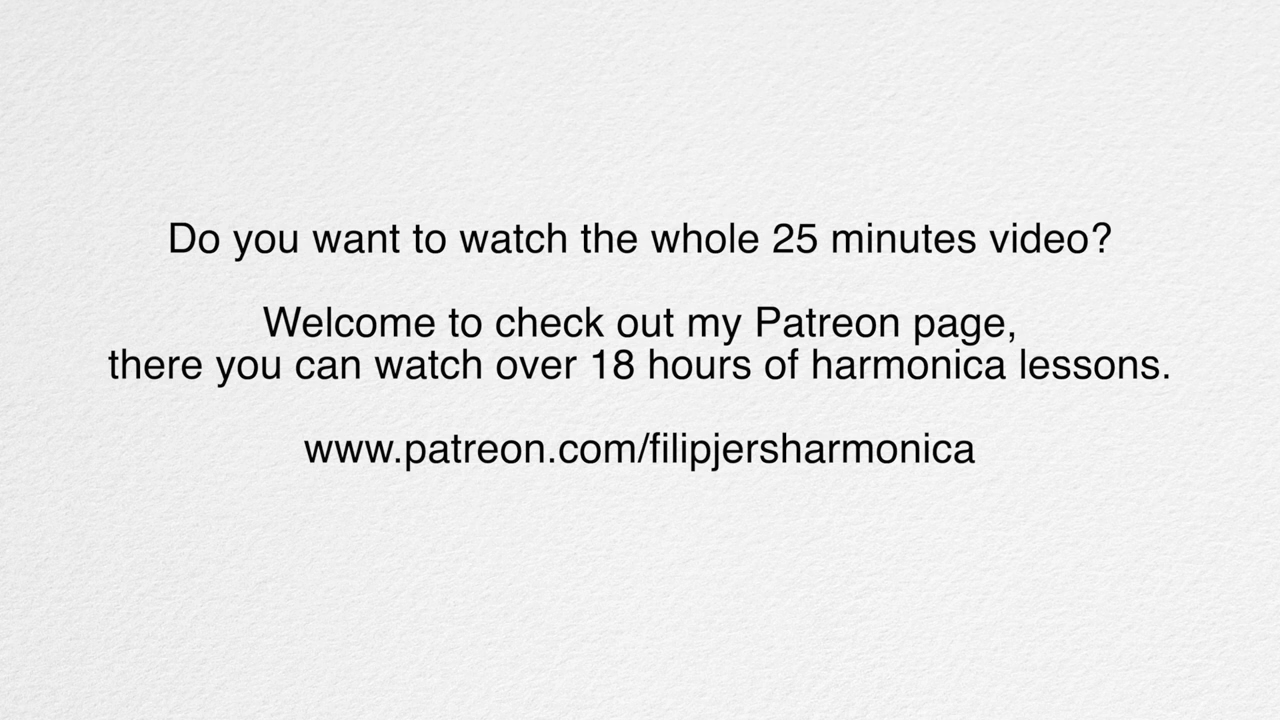 Do you want to watch the whole 25 minutes video?
Welcome to check out my Patreon page,
there you can watch over 18 hours of harmonica lessons.
www.patreon.com/filipjersharmonica